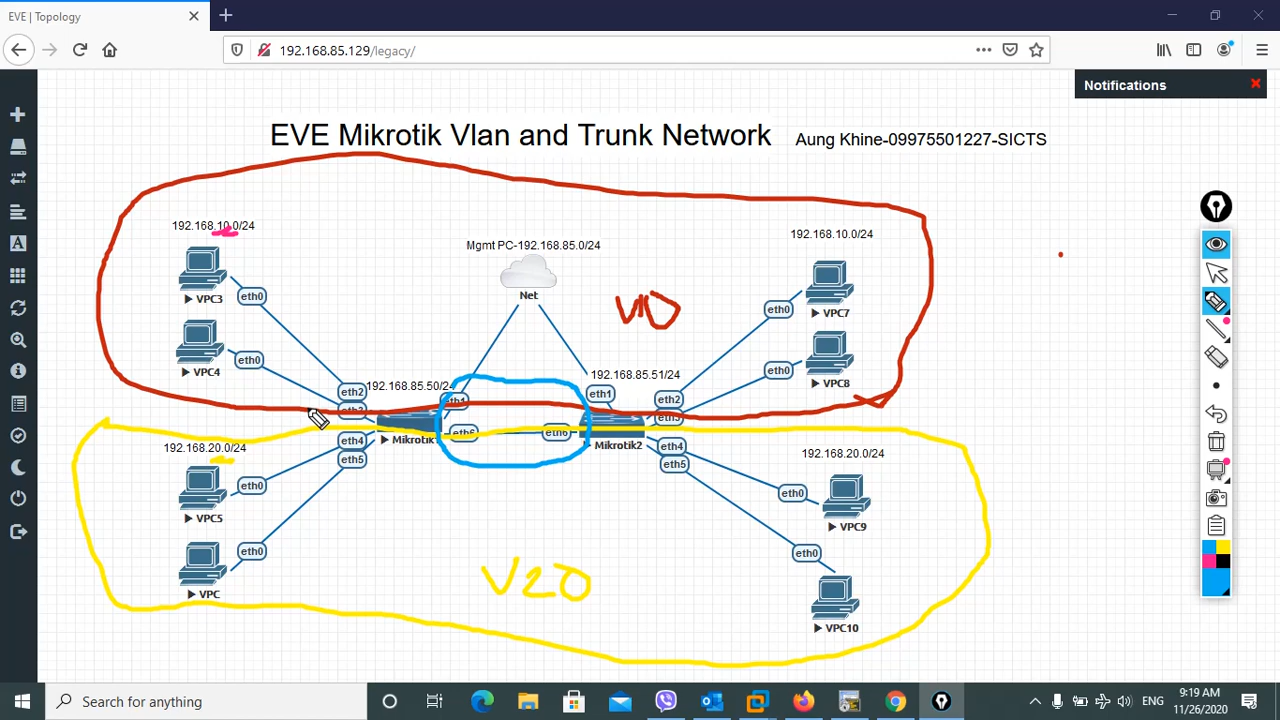 EVE | Topology
192.168.85.129/legacy/
Notifications
EVE Mikrotik Vlan and Trunk Network
Aung Khine-09975501227-SICTS
192.168.10.0/24
192.168.10.0/24
Mgmt PC-192.168.85.0/24
Net
VPC3
eth0
V10
eth0
VPC7
VPC4
eth0
eth0
VPC8
192.168.85.50/24
192.168.85.51/24
eth2
eth1
eth1
eth2
eth3
eth3
Mikrotik1
eth6
eth6
Mikrotik2
eth4
eth4
eth5
eth5
192.168.20.0/24
192.168.20.0/24
VPC5
eth0
eth0
VPC9
VPC
eth0
V20
eth0
VPC10
Search for anything
ENG
9:19 AM
11/26/2020